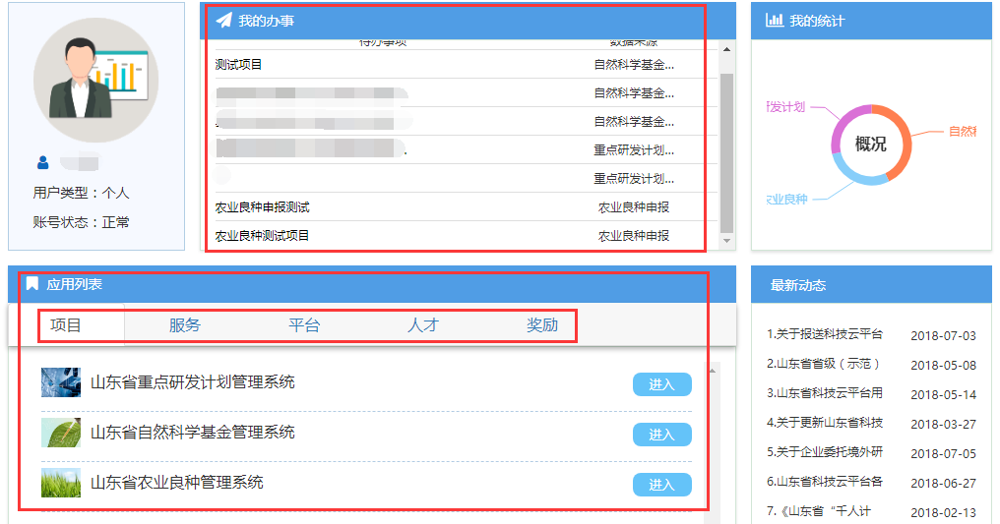 用户类型：个人
账号状态：正常
我的办事
待办事项 数据来源
测试项目 自然科学基金...
自然科学基金...
自然科学基金...
重点研发计划...
重点研发计划...
农业良种申报测试 农业良种申报
农业良种测试项目 农业良种申报
我的统计
研发计划
概况
自然科
农业良种
应用列表
项目 服务 平台 人才 奖励
山东省重点研发计划管理系统 进入
山东省自然科学基金管理系统 进入
山东省农业良种管理系统 进入
最新动态
1.关于报送科技云平台 2018-07-03
2.山东省省级（示范） 2018-05-08
3.山东省科技云平台用 2018-05-14
4.关于更新山东省科技 2018-03-27
5.关于企业委托境外研 2018-07-05
6.山东省科技云平台各 2018-06-27
7.《山东省“千人计 2018-02-13